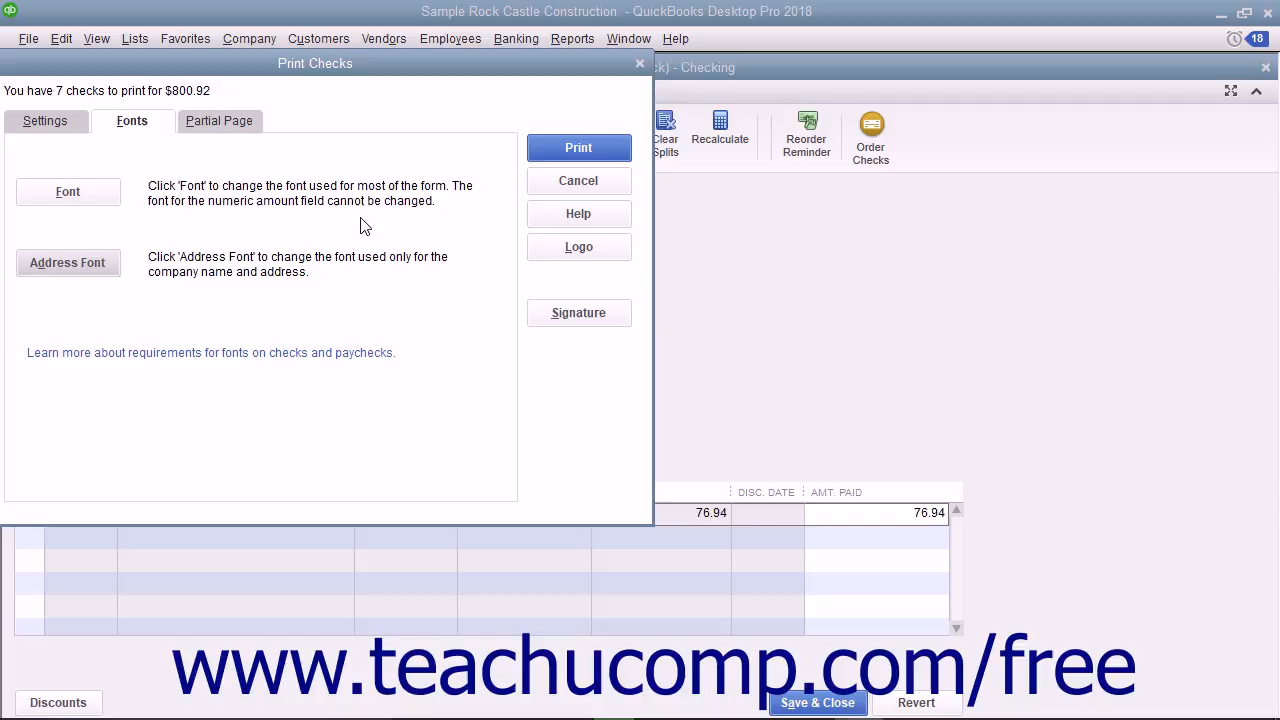 Sample Rock Castle Construction - QuickBooks Desktop Pro 2018
File Edit View Lists Favorites Company Customers Vendors Employees Banking Reports Window Help 18
Print Checks
ck) - Checking
You have 7 checks to print for $800.92
Settings Fonts Partial Page
Print
Cancel
Help
Logo
Signature
Font
Click 'Font' to change the font used for most of the form. The
font for the numeric amount field cannot be changed.
Address Font
Click 'Address Font' to change the font used only for the
company name and address.
Learn more about requirements for fonts on checks and paychecks.
Clear
Splits
Recalculate
Reorder
Reminder
Order
Checks
DISC. DATE AMT. PAID
76.94 76.94
www.teachucomp.com/free
Discounts Save & Close Revert